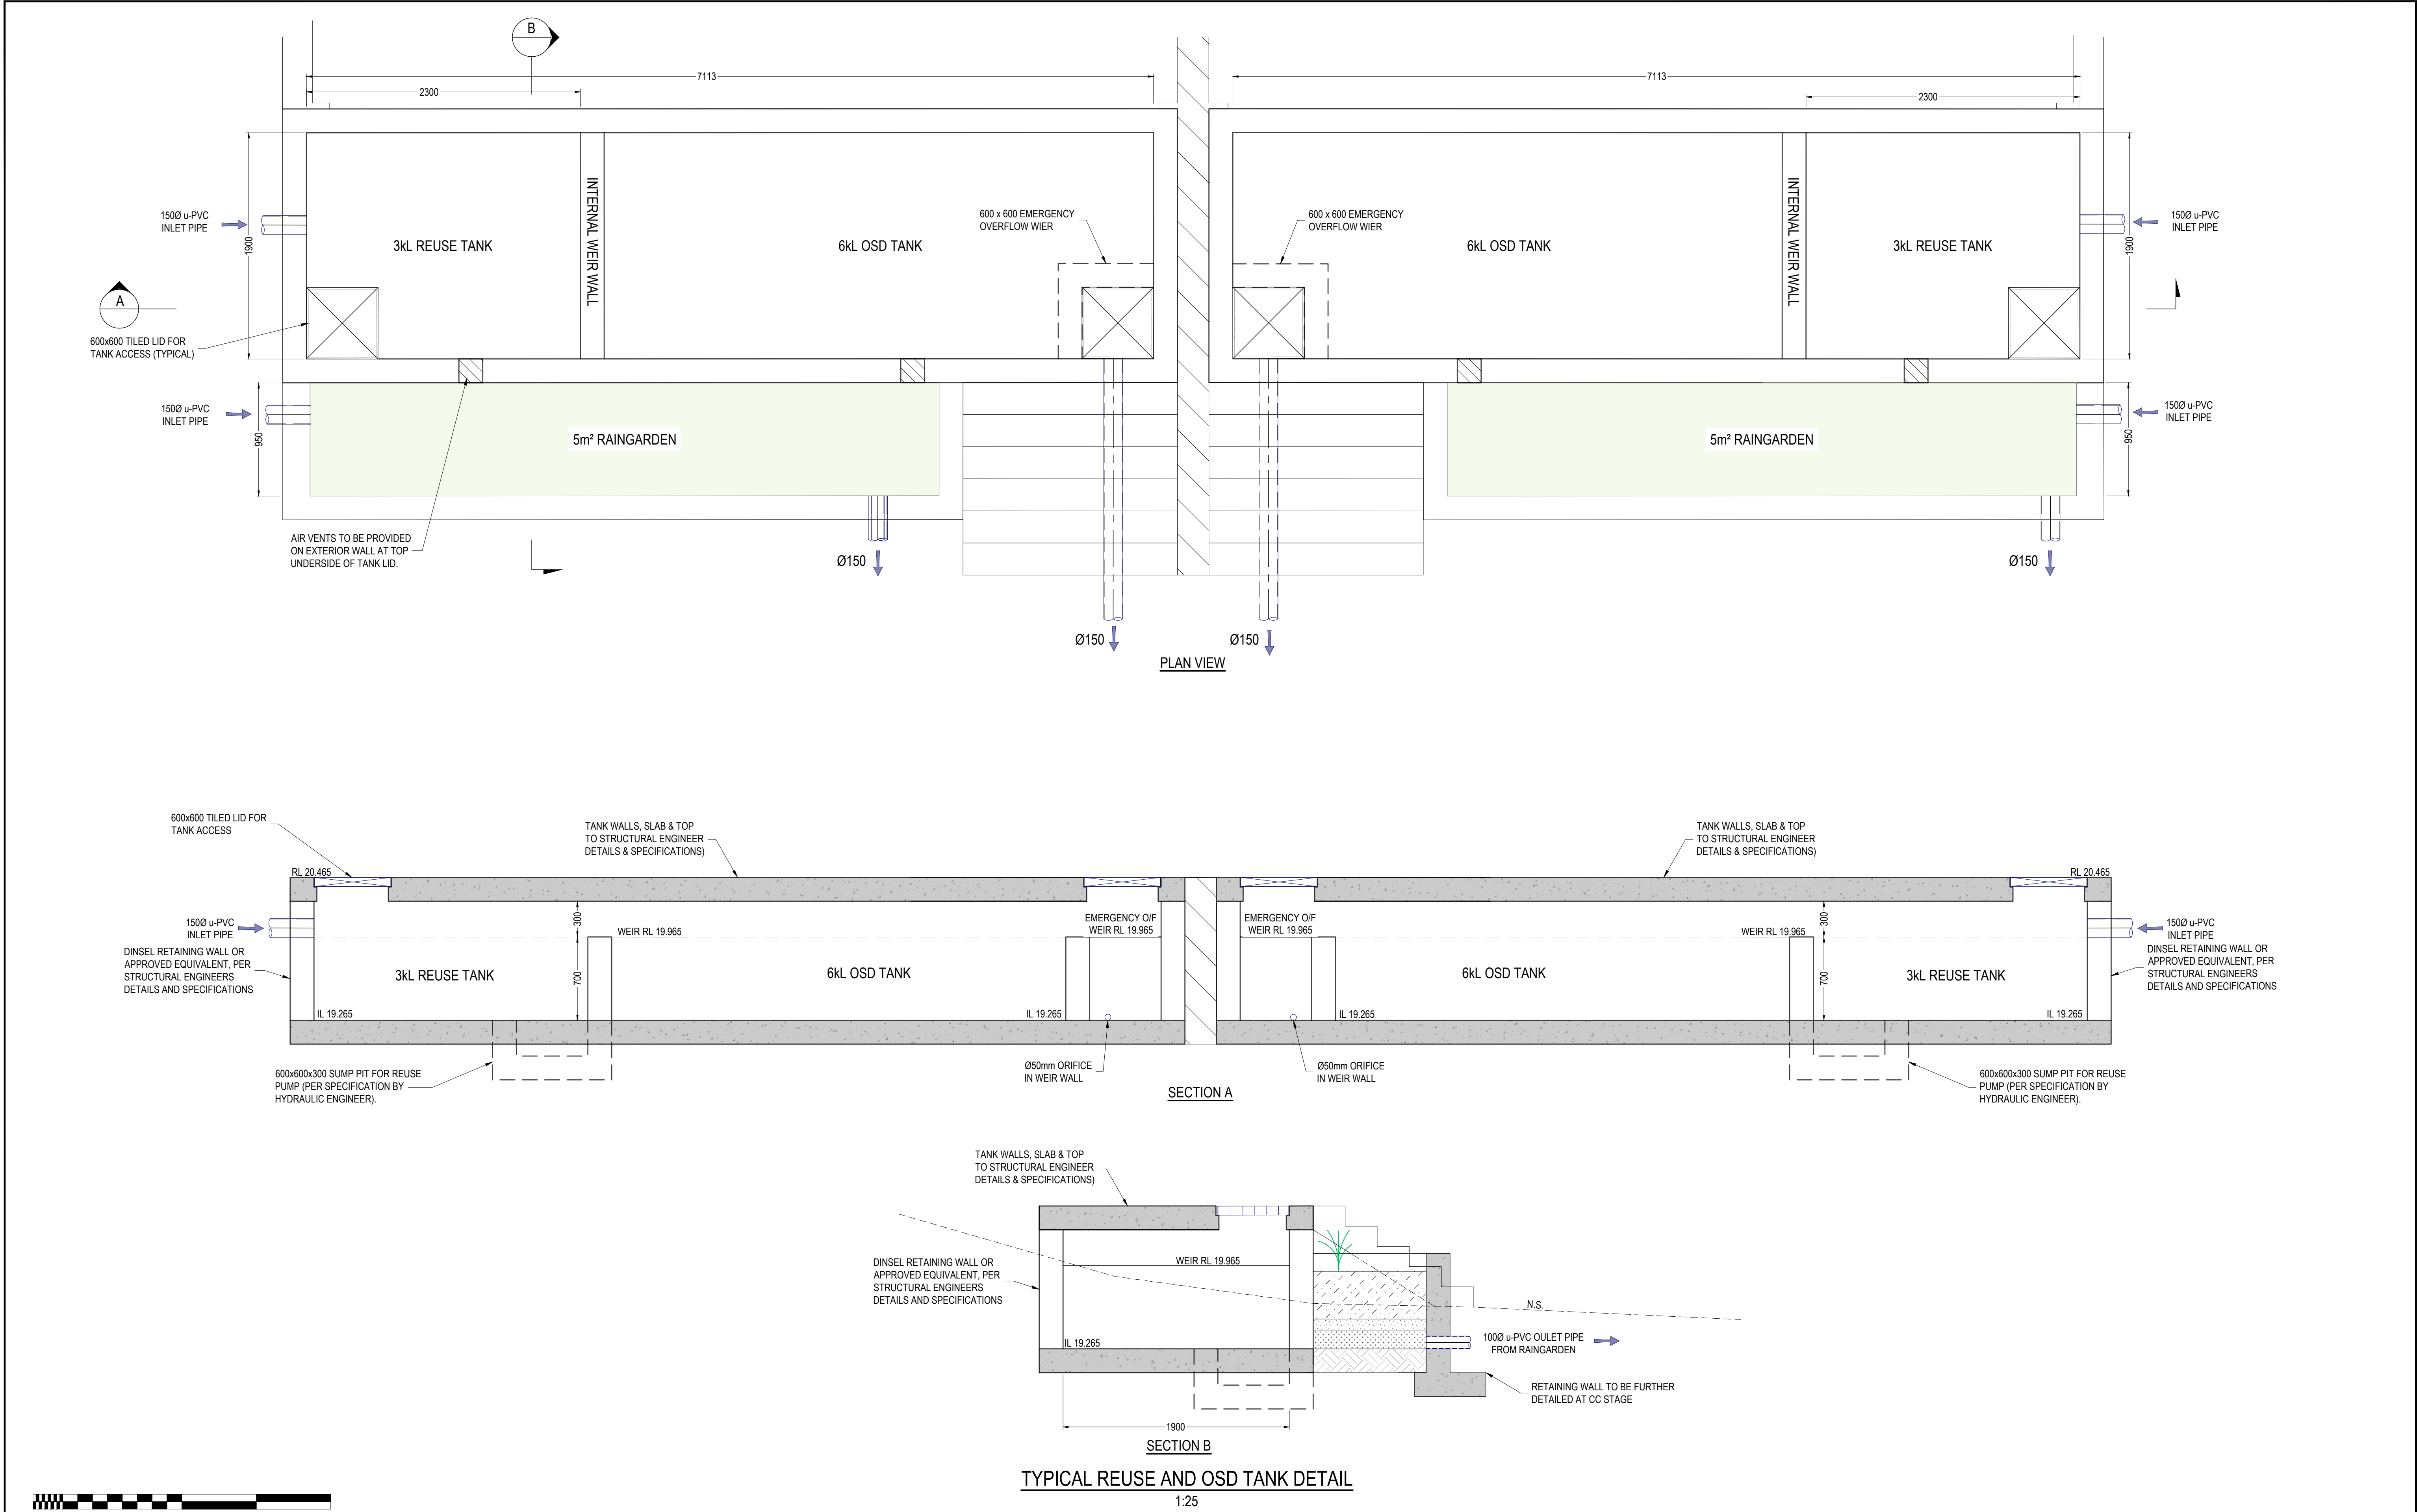 B
7113
7113
2300
2300
INTERNAL WEIR WALL
INTERNAL WEIR WALL
150Ø u-PVC
INLET PIPE
1900
3kL REUSE TANK
6kL OSD TANK
600 x 600 EMERGENCY
OVERFLOW WIER
600 x 600 EMERGENCY
OVERFLOW WIER
6kL OSD TANK
3kL REUSE TANK
1900
150Ø u-PVC
INLET PIPE
A
600x600 TILED LID FOR
TANK ACCESS (TYPICAL)
150Ø u-PVC
INLET PIPE
950
5m² RAINGARDEN
5m² RAINGARDEN
950
150Ø u-PVC
INLET PIPE
AIR VENTS TO BE PROVIDED
ON EXTERIOR WALL AT TOP
UNDERSIDE OF TANK LID.
Ø150
Ø150
Ø150
Ø150
PLAN VIEW
600x600 TILED LID FOR
TANK ACCESS
TANK WALLS, SLAB & TOP
TO STRUCTURAL ENGINEER
DETAILS & SPECIFICATIONS)
TANK WALLS, SLAB & TOP
TO STRUCTURAL ENGINEER
DETAILS & SPECIFICATIONS)
RL 20.465
RL 20.465
150Ø u-PVC
INLET PIPE
300
WEIR RL 19.965
EMERGENCY O/F
WEIR RL 19.965
EMERGENCY O/F
WEIR RL 19.965
WEIR RL 19.965
300
150Ø u-PVC
INLET PIPE
DINSEL RETAINING WALL OR
APPROVED EQUIVALENT, PER
STRUCTURAL ENGINEERS
DETAILS AND SPECIFICATIONS
3kL REUSE TANK
700
6kL OSD TANK
6kL OSD TANK
700
3kL REUSE TANK
DINSEL RETAINING WALL OR
APPROVED EQUIVALENT, PER
STRUCTURAL ENGINEERS
DETAILS AND SPECIFICATIONS
IL 19.265
IL 19.265
IL 19.265
IL 19.265
600x600x300 SUMP PIT FOR REUSE
PUMP (PER SPECIFICATION BY
HYDRAULIC ENGINEER).
Ø50mm ORIFICE
IN WEIR WALL
Ø50mm ORIFICE
IN WEIR WALL
600x600x300 SUMP PIT FOR REUSE
PUMP (PER SPECIFICATION BY
HYDRAULIC ENGINEER).
SECTION A
TANK WALLS, SLAB & TOP
TO STRUCTURAL ENGINEER
DETAILS & SPECIFICATIONS)
DINSEL RETAINING WALL OR
APPROVED EQUIVALENT, PER
STRUCTURAL ENGINEERS
DETAILS AND SPECIFICATIONS
WEIR RL 19.965
N.S.
IL 19.265
100Ø u-PVC OULET PIPE
FROM RAINGARDEN
RETAINING WALL TO BE FURTHER
DETAILED AT CC STAGE
1900
SECTION B
TYPICAL REUSE AND OSD TANK DETAIL
1:25